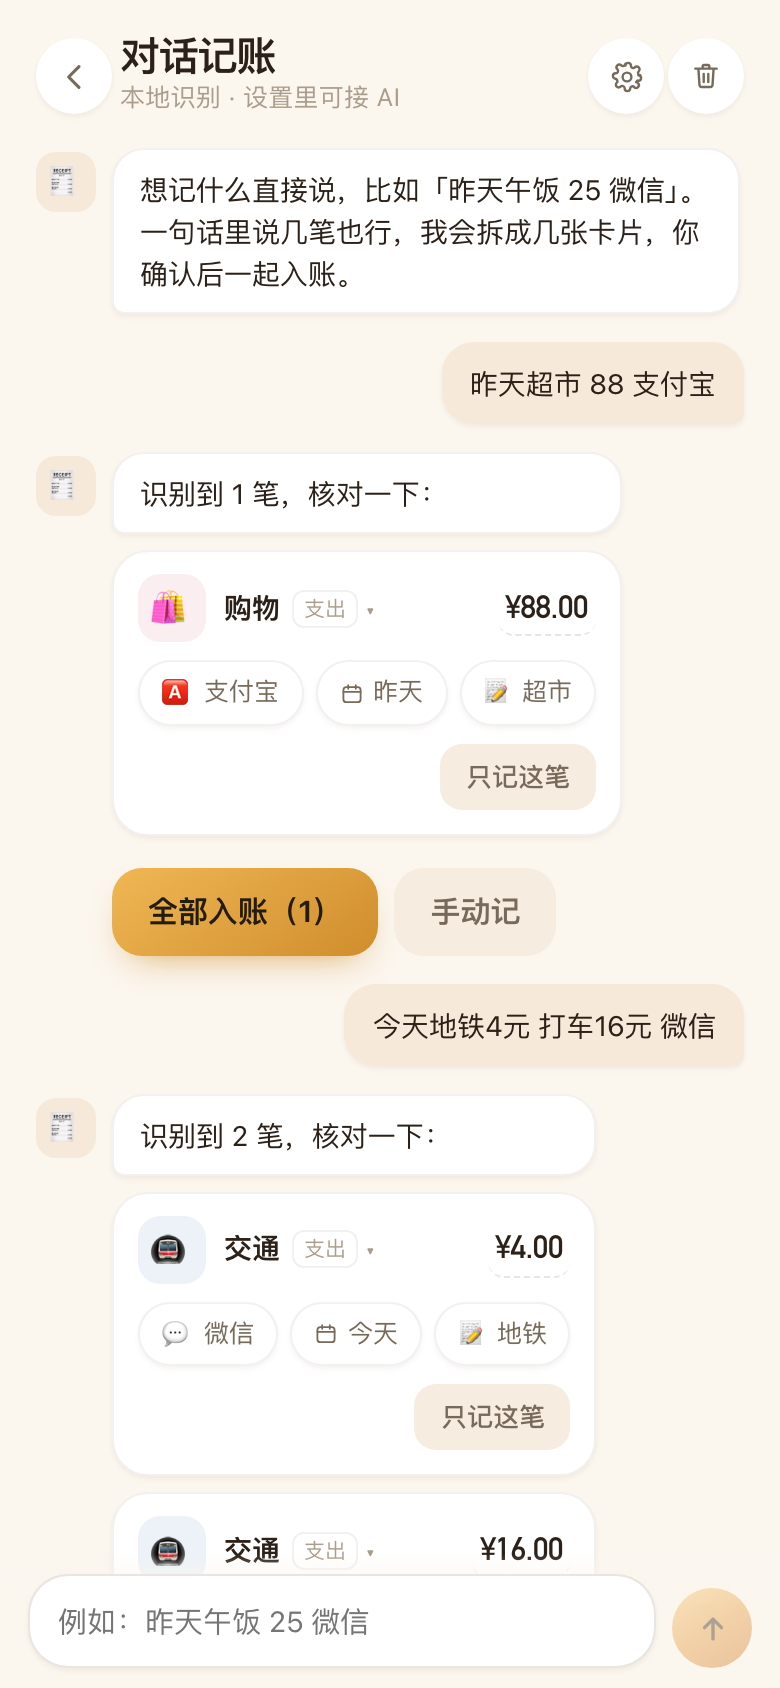 对话记账
本地识别 · 设置里可接 AI
想记什么直接说，比如「昨天午饭 25 微信」。
一句话里说几笔也行，我会拆成几张卡片，你
确认后一起入账。
昨天超市 88 支付宝
识别到 1 笔，核对一下：
购物 支出 ▾ ¥88.00
支付宝 昨天 超市
只记这笔
全部入账（1） 手动记
今天地铁4元 打车16元 微信
识别到 2 笔，核对一下：
交通 支出 ▾ ¥4.00
微信 今天 地铁
只记这笔
交通 支出 ▾ ¥16.00
例如：昨天午饭 25 微信